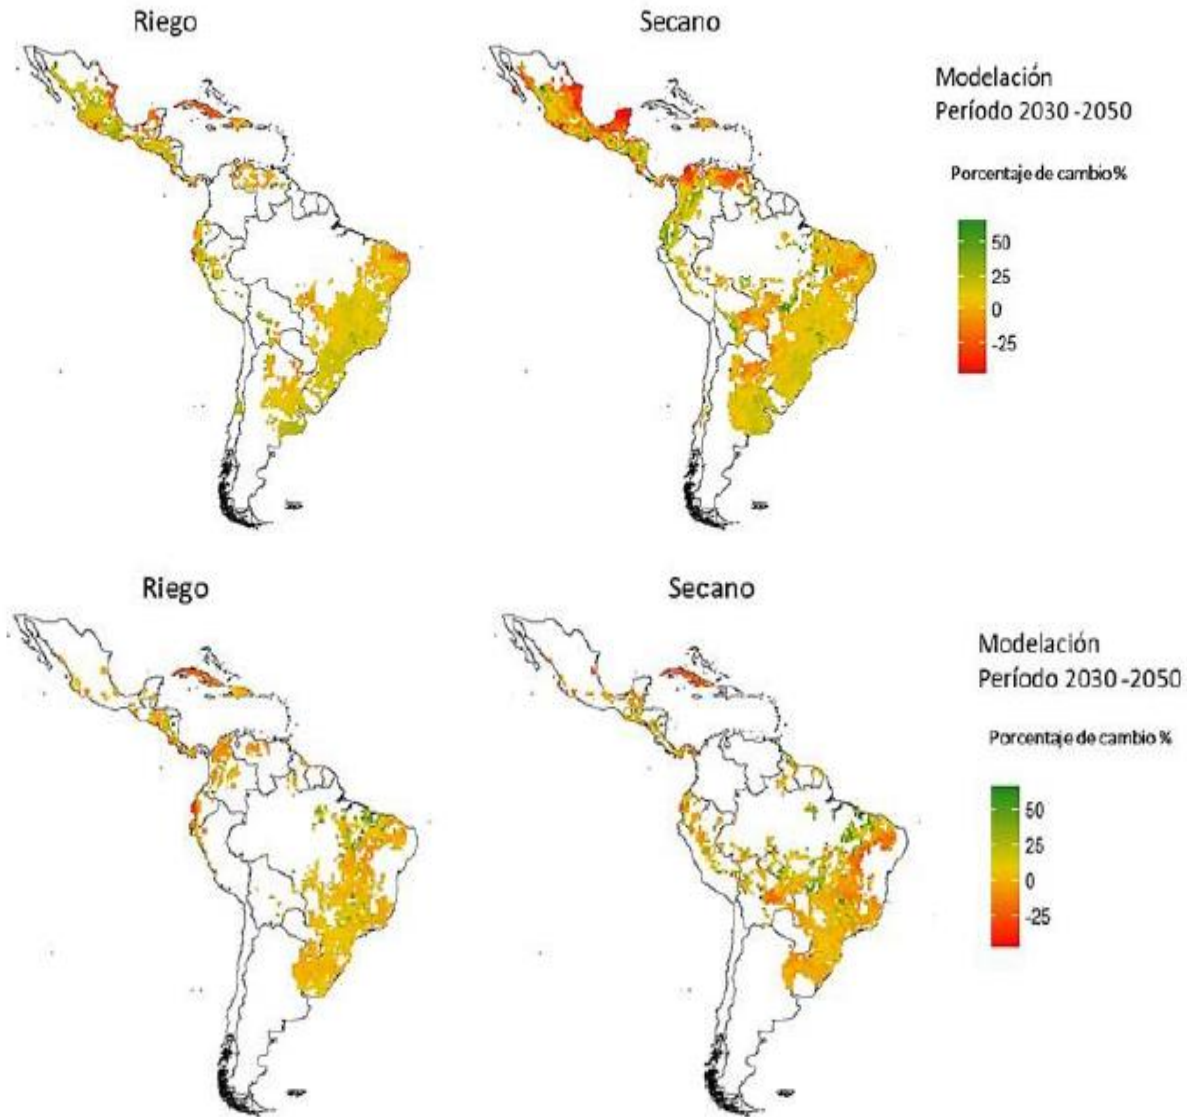 Riego
Secano
Modelación
Período 2030 -2050
Porcentaje de cambio %
50
25
0
-25
Riego
Secano
Modelación
Período 2030 -2050
Porcentaje de cambio %
50
25
0
-25